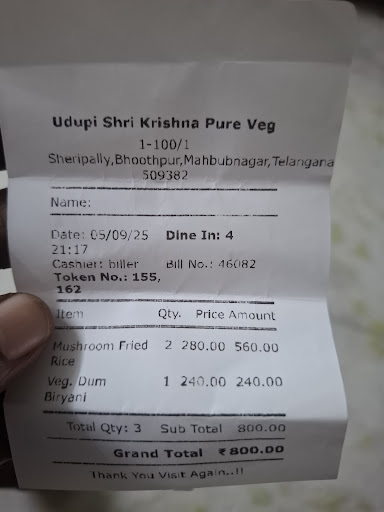 Udupi Shri Krishna Pure Veg
1-100/1
Sheripally,Bhoothpur,Mahbubnagar,Telangana
509382
Name:
Date: 05/09/25 Dine In: 4
21:17
Cashier: biller Bill No.: 46082
Token No.: 155,
162
Item Qty. Price Amount
Mushroom Fried 2 280.00 560.00
Rice
Veg. Dum 1 240.00 240.00
Biryani
Total Qty: 3 Sub Total 800.00
Grand Total ₹800.00
Thank You Visit Again..!!